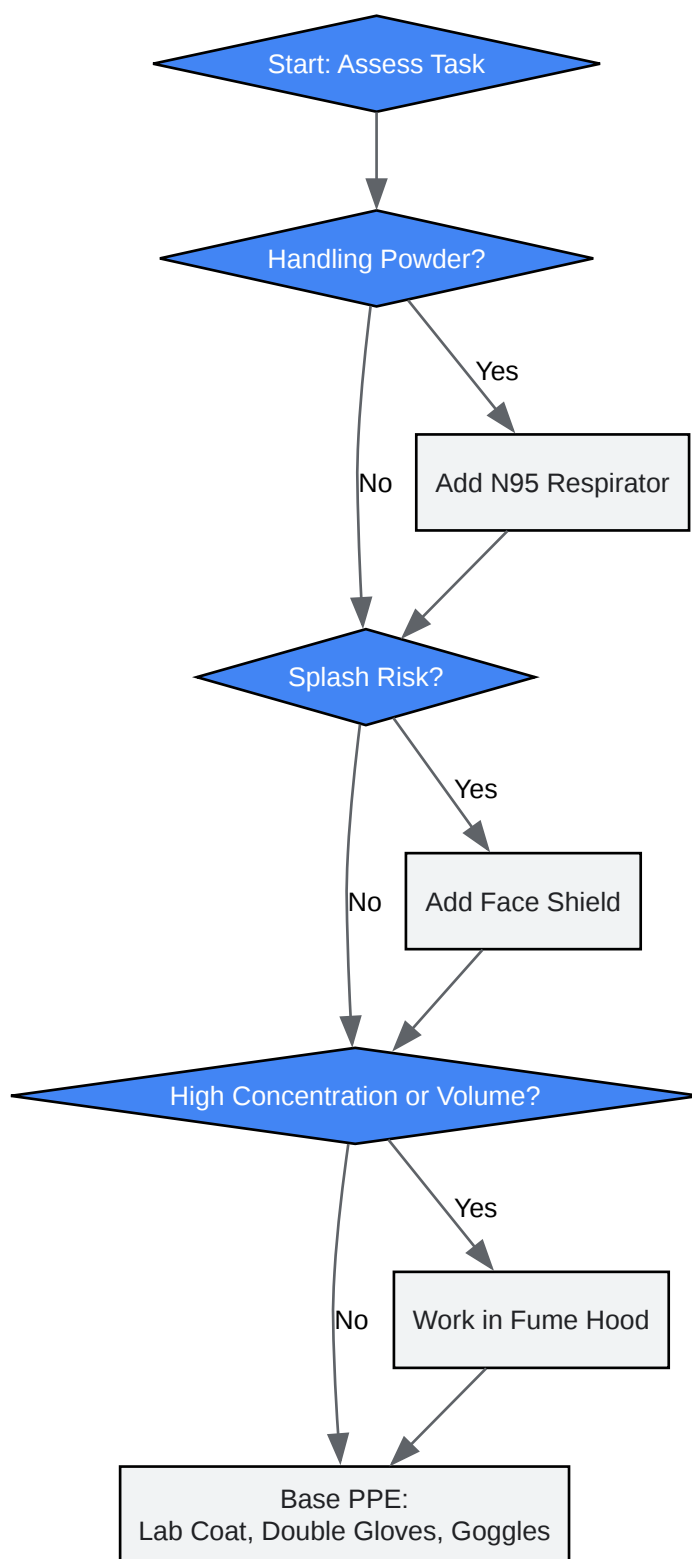 Start: Assess Task
Handling Powder?
Yes
No
Add N95 Respirator
Splash Risk?
Yes
No
Add Face Shield
High Concentration or Volume?
Yes
No
Work in Fume Hood
Base PPE:
Lab Coat, Double Gloves, Goggles